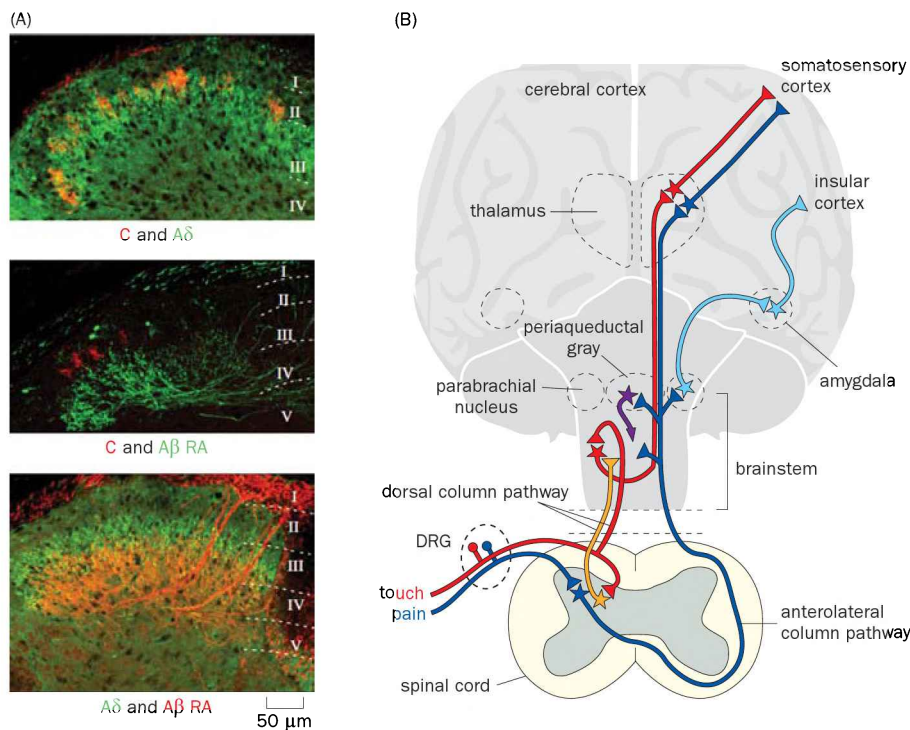 (A)
I
II
III
IV
C and Aδ
I
II
III
IV
V
C and Aβ RA
I
II
III
IV
V
Aδ and Aβ RA
50 μm
(B)
somatosensory
cortex
cerebral cortex
insular
cortex
thalamus
periaqueductal
gray
amygdala
parabrachial
nucleus
brainstem
dorsal column pathway
DRG
touch
pain
anterolateral
column pathway
spinal cord